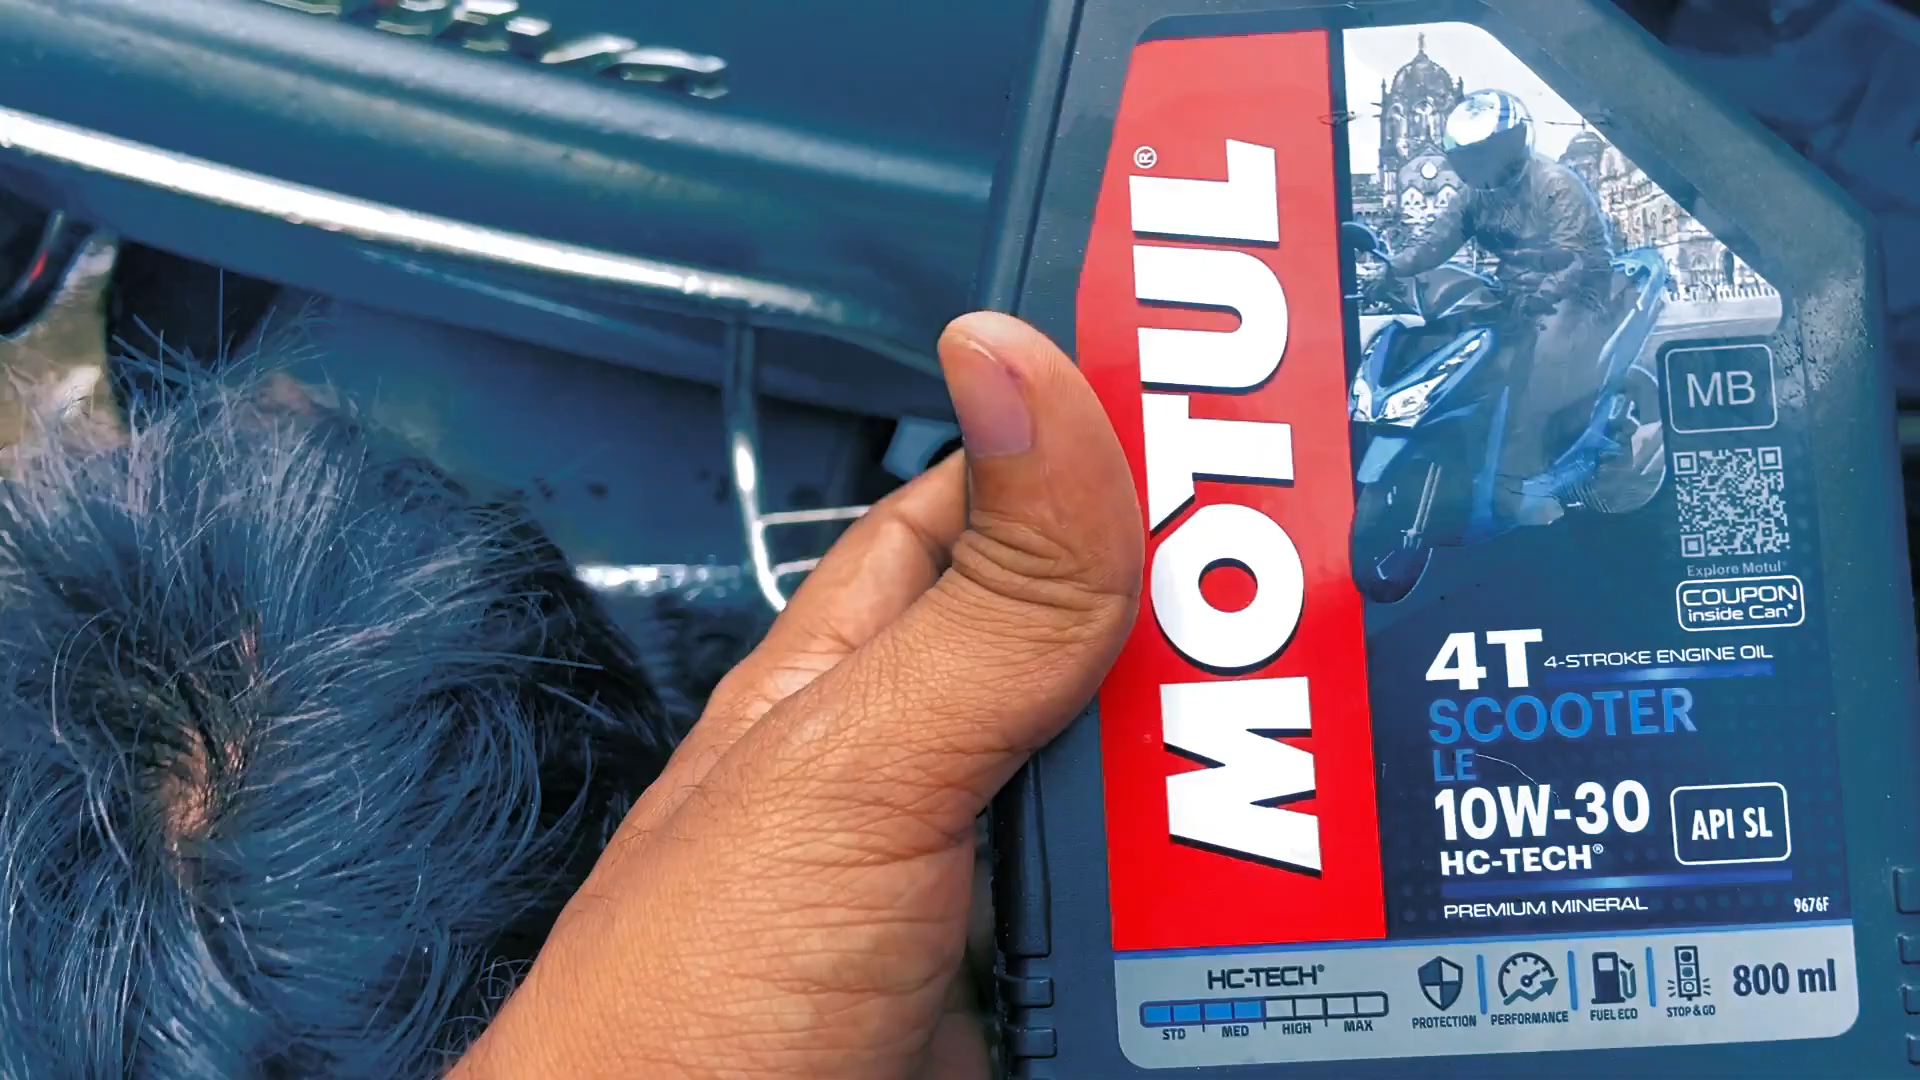 MOTUL®
MB
Explore Motul
COUPON
inside Can*
4T 4-STROKE ENGINE OIL
SCOOTER
LE
10W-30
API SL
HC-TECH®
PREMIUM MINERAL
9676F
HC-TECH®
STD MED HIGH MAX
PROTECTION PERFORMANCE FUEL ECO STOP & GO
800 ml